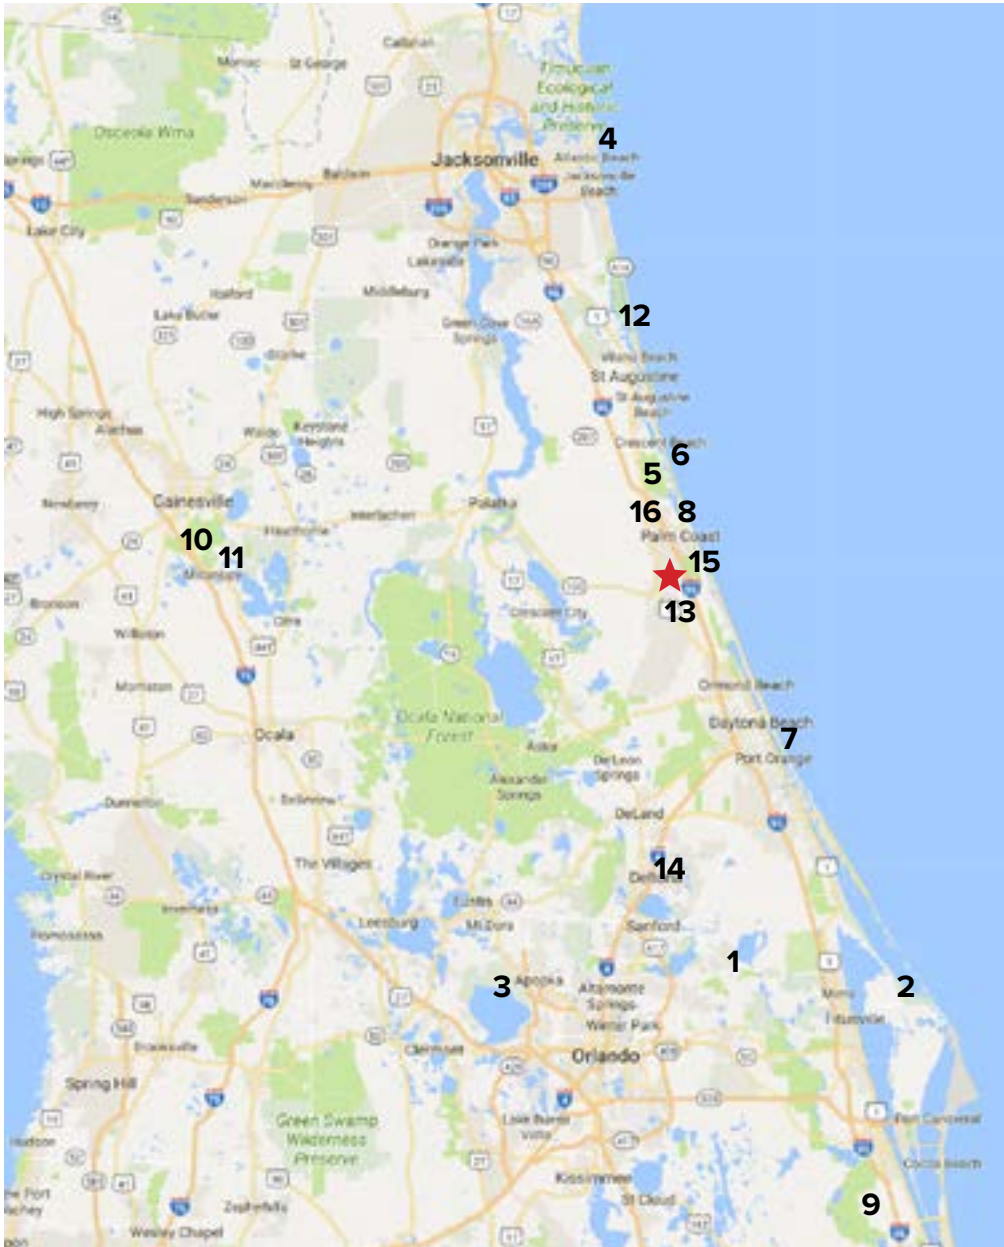 Callahan
St George
Timucuan
Ecological
and Historic
Preserve
4
Osceola Wma
Jacksonville
Atlantic Beach
Jacksonville
Beach
Baldwin
Macclenny
Sanderson
Lake City
Orange Park
Lakeside
Middleburg
Raiford
Lake Butler
Starke
Green Cove
Springs
12
Vilano Beach
St Augustine
St Augustine
Beach
High Springs
Alachua
Waldo
Keystone
Heights
Crescent Beach
6
5
Gainesville
Palatka
Interlachen
Hawthorne
Newberry
16
8
Palm Coast
10
11
Micanopy
15
13
Bronson
Crescent City
Williston
Citra
Morriston
Ormond Beach
Ocala National
Forest
Daytona Beach
7
Port Orange
Ocala
DeLeon
Springs
Alexander
Springs
Dunnellon
Belleview
DeLand
The Villages
14
Crystal River
Inverness
Eustis
Leesburg
Mt Dora
Sanford
Homosassa
1
3
Apopka
Altamonte
Springs
Mims
2
Titusville
Winter Park
Orlando
Clermont
Brooksville
Spring Hill
Green Swamp
Wilderness
Preserve
Lake Buena
Vista
Port Canaveral
Cocoa Beach
Hudson
Kissimmee
St Cloud
9
Zephyrhills
Wesley Chapel